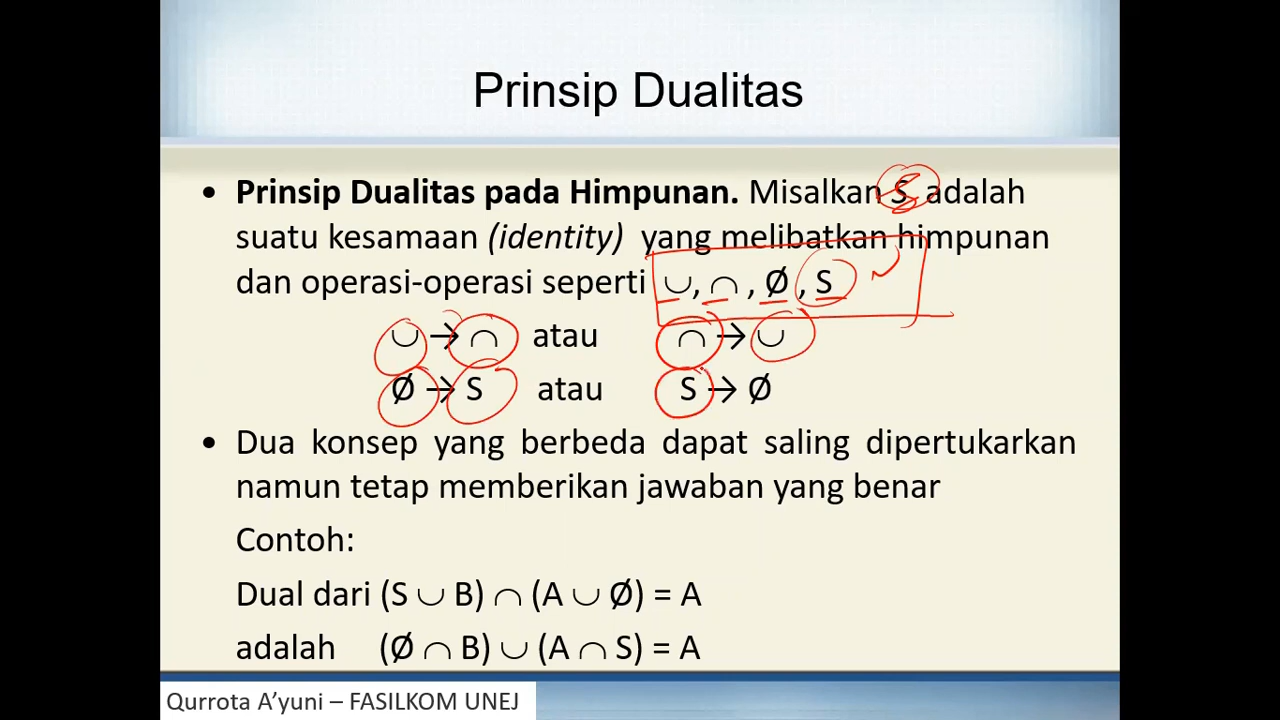 Prinsip Dualitas
• Prinsip Dualitas pada Himpunan. Misalkan S adalah
suatu kesamaan (identity) yang melibatkan himpunan
dan operasi-operasi seperti ∪, ∩ , Ø , S
∪ → ∩ atau ∩ → ∪
Ø → S atau S → Ø
• Dua konsep yang berbeda dapat saling dipertukarkan
namun tetap memberikan jawaban yang benar
Contoh:
Dual dari (S ∪ B) ∩ (A ∪ Ø) = A
adalah (Ø ∩ B) ∪ (A ∩ S) = A
Qurrota A’yuni – FASILKOM UNEJ